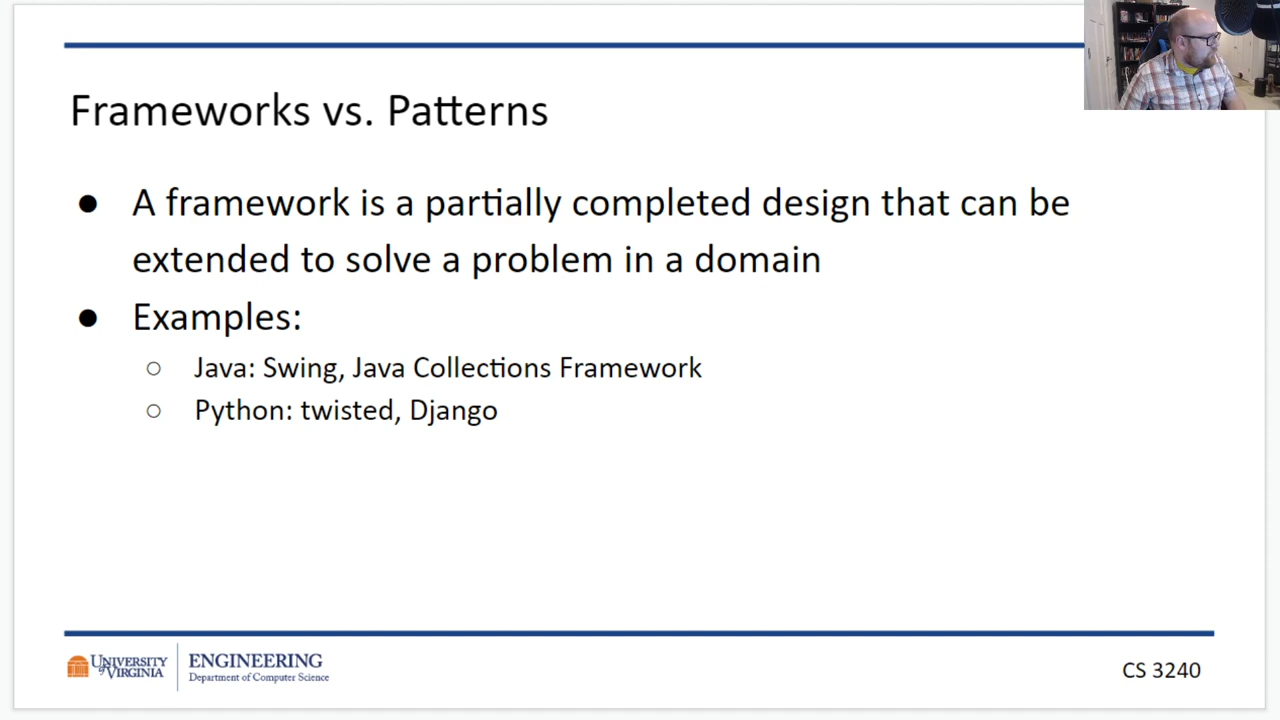 Frameworks vs. Patterns
● A framework is a partially completed design that can be
extended to solve a problem in a domain
● Examples:
○ Java: Swing, Java Collections Framework
○ Python: twisted, Django
UNIVERSITY of VIRGINIA
ENGINEERING
Department of Computer Science
CS 3240